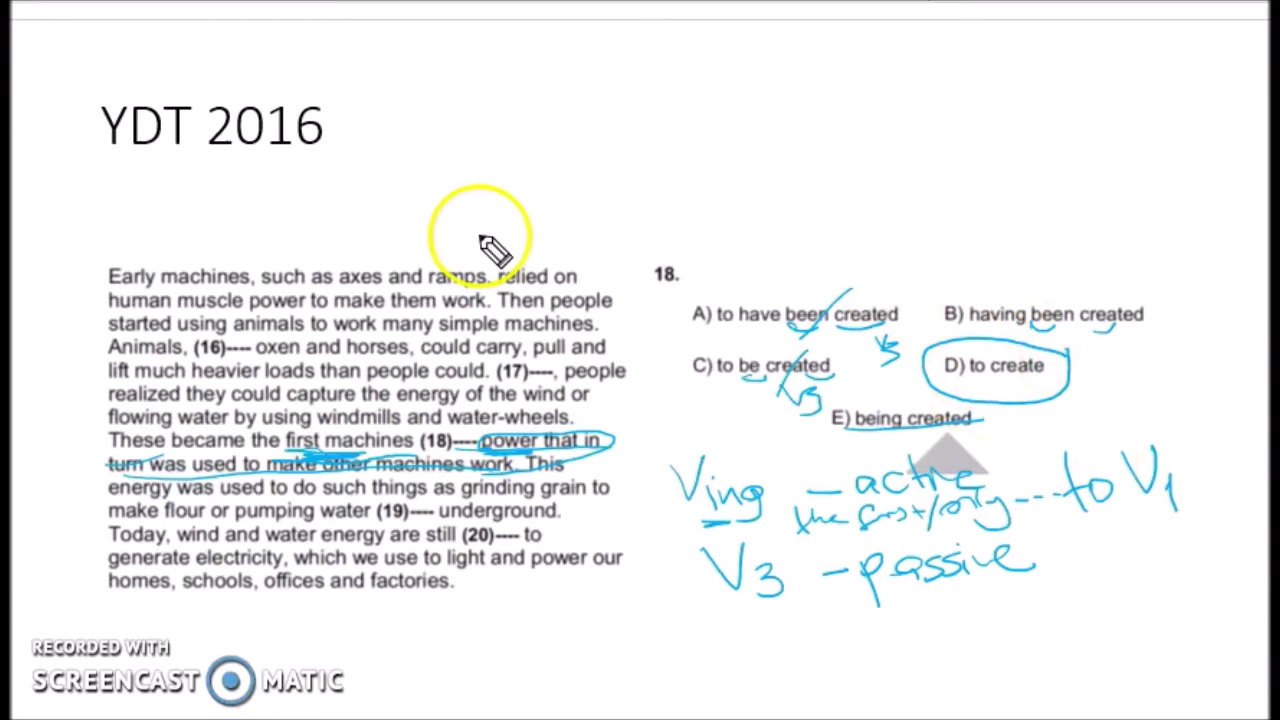 YDT 2016
Early machines, such as axes and ramps, relied on
human muscle power to make them work. Then people
started using animals to work many simple machines.
Animals, (16)---- oxen and horses, could carry, pull and
lift much heavier loads than people could. (17)----, people
realized they could capture the energy of the wind or
flowing water by using windmills and water-wheels.
These became the first machines (18)---- power that in
turn was used to make other machines work. This
energy was used to do such things as grinding grain to
make flour or pumping water (19)---- underground.
Today, wind and water energy are still (20)---- to
generate electricity, which we use to light and power our
homes, schools, offices and factories.
18.
A) to have been created B) having been created
V3
C) to be created D) to create
V3
E) being created
Ving – active
the first/only ---- to V1
V3 – passive
RECORDED WITH
SCREENCAST MATIC